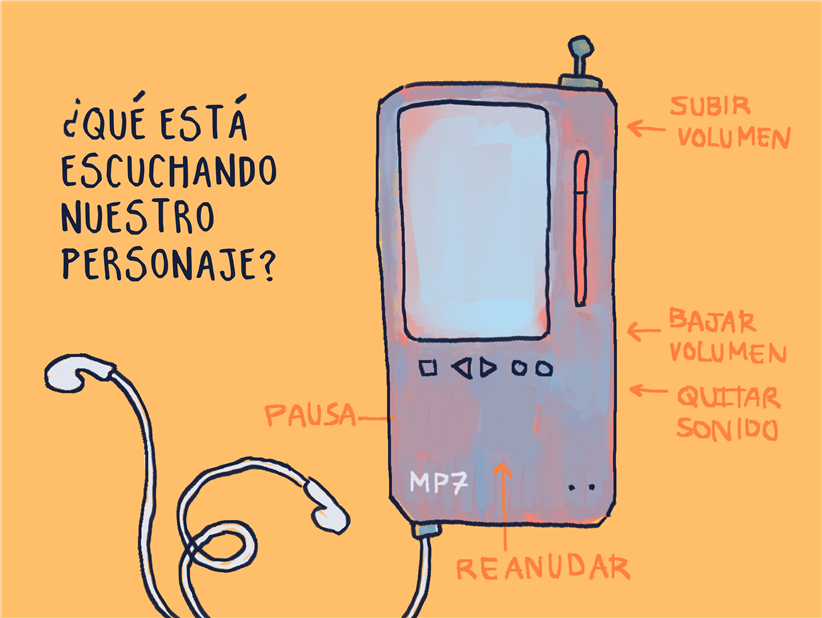 ¿QUÉ ESTÁ
ESCUCHANDO
NUESTRO
PERSONAJE?
SUBIR
VOLUMEN
BAJAR
VOLUMEN
QUITAR
SONIDO
PAUSA
MP7
REANUDAR